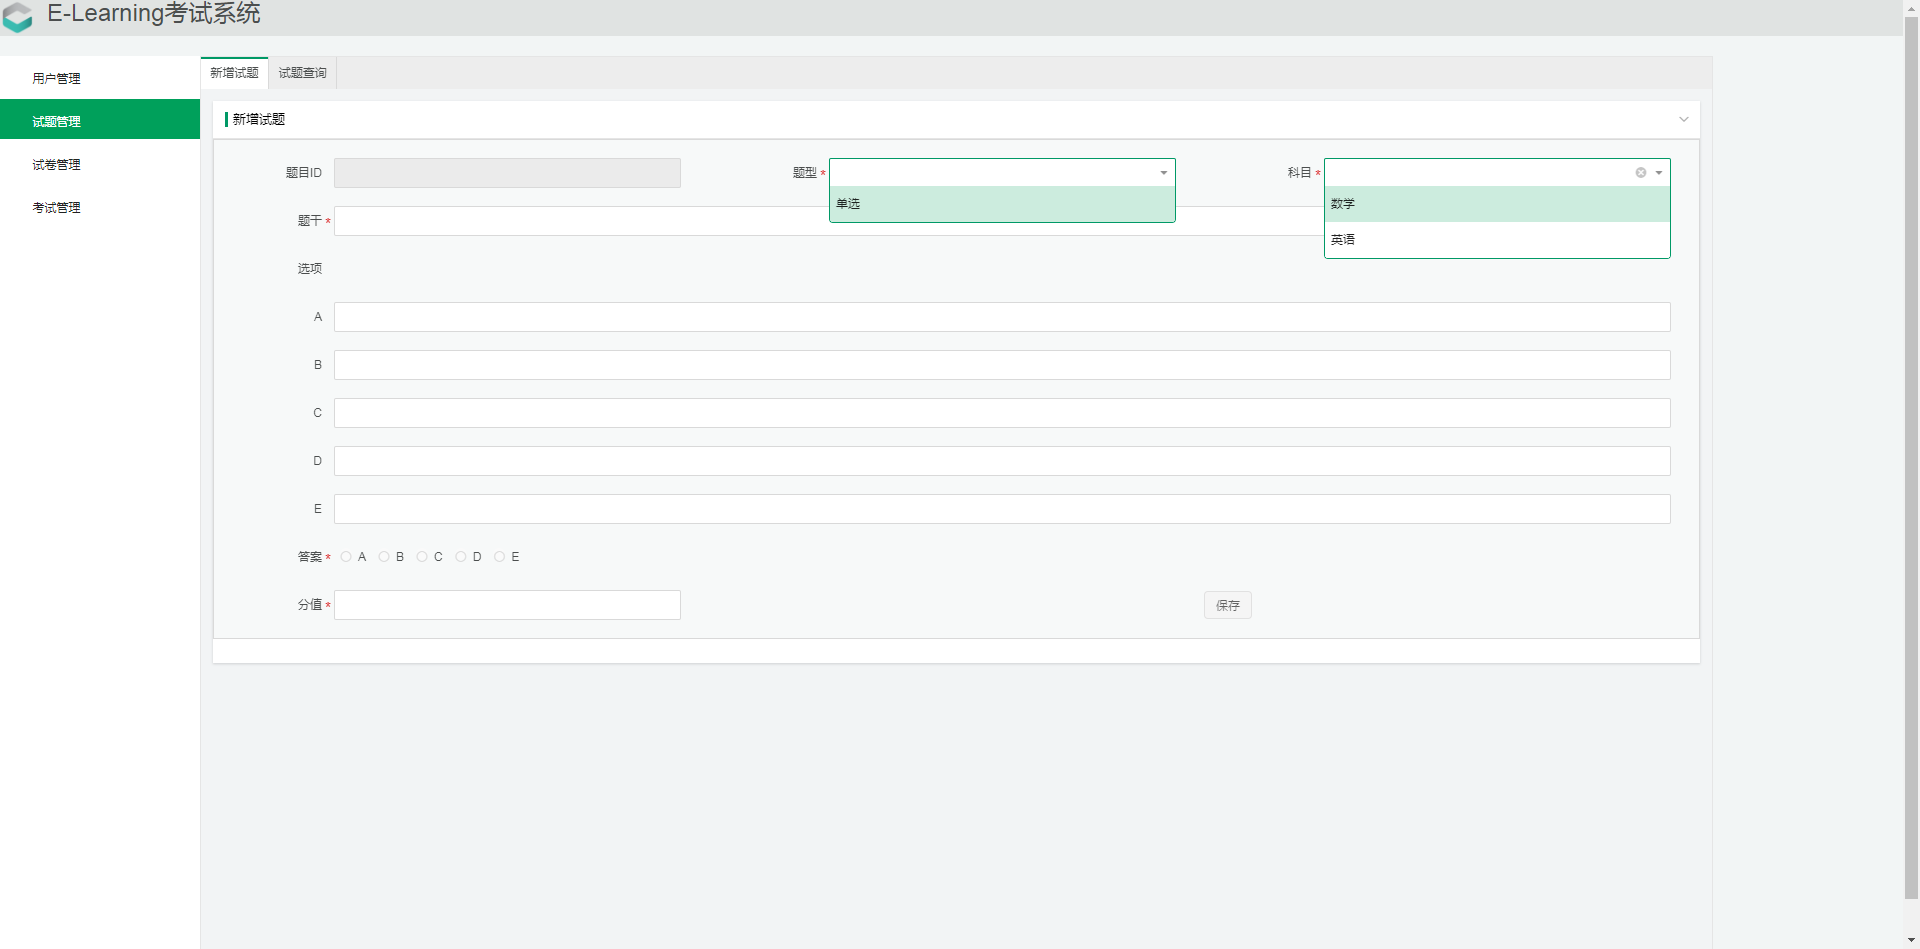 E-Learning考试系统
用户管理
试题管理
试卷管理
考试管理
新增试题 试题查询
新增试题
题目ID 题型* 科目*
单选 数学
题干*
英语
选项
A
B
C
D
E
答案* A B C D E
分值* 保存